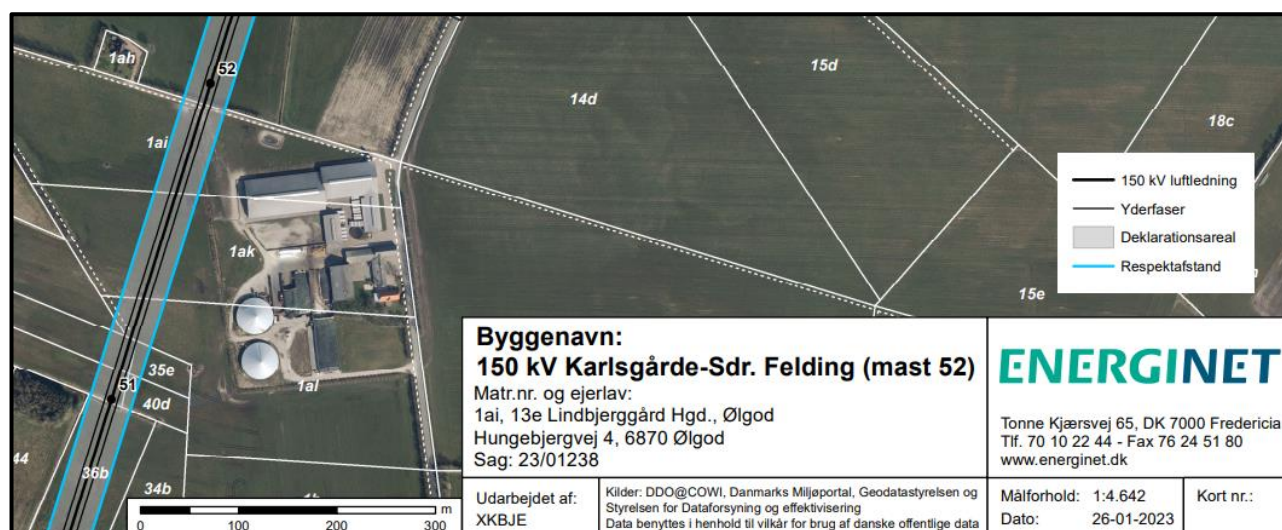 1ah
52
14d
15d
18c
1ai
150 kV luftledning
Yderfaser
Deklarationsareal
Respektafstand
1ak
15e
35e
1al
51
40d
44
36b
34b
0 100 200 300 m
Byggenavn:
150 kV Karlsgårde-Sdr. Felding (mast 52)
Matr.nr. og ejerlav:
1ai, 13e Lindbjerggård Hgd., Ølgod
Hungebjergvej 4, 6870 Ølgod
Sag: 23/01238
ENERGINET
Tonne Kjærsvej 65, DK 7000 Fredericia
Tlf. 70 10 22 44 - Fax 76 24 51 80
www.energinet.dk
Udarbejdet af:
XKBJE
Kilder: DDO@COWI, Danmarks Miljøportal, Geodatastyrelsen og
Styrelsen for Dataforsyning og effektivisering
Data benyttes i henhold til vilkår for brug af danske offentlige data
Målforhold: 1:4.642
Dato: 26-01-2023
Kort nr.: